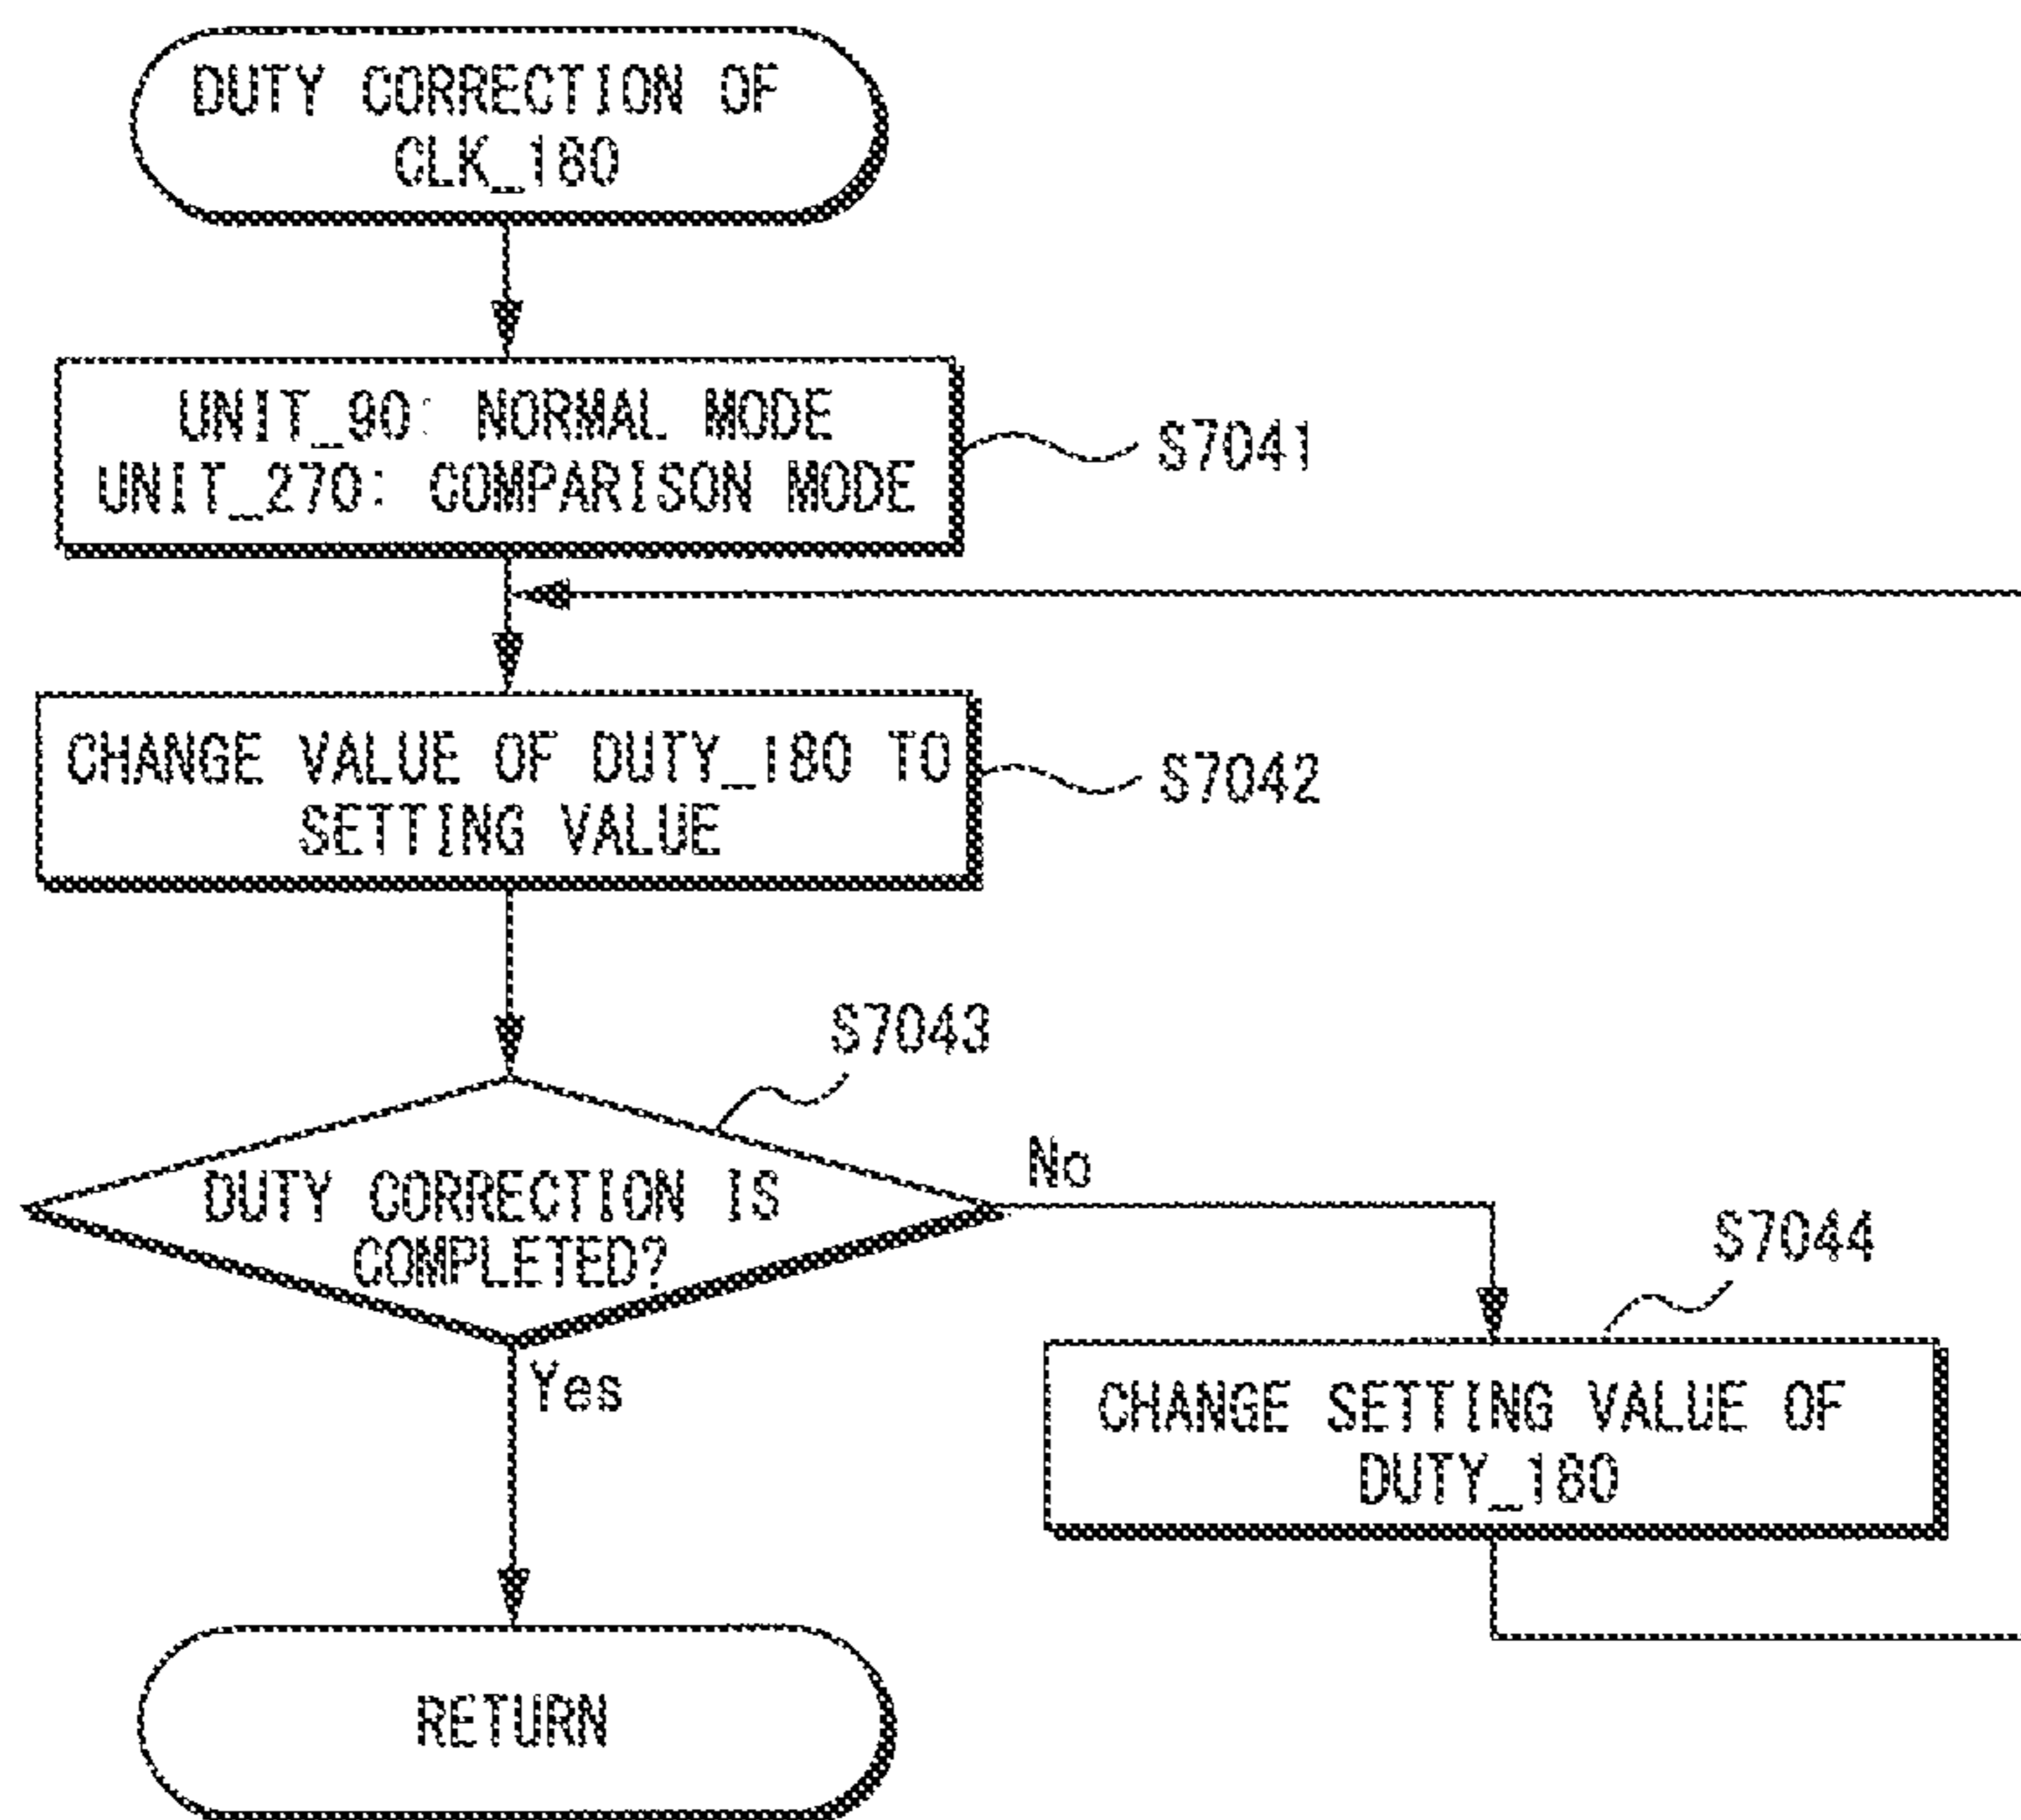 DUTY CORRECTION OF
CLK_180
UNIT_90: NORMAL MODE
UNIT_270: COMPARISON MODE
S7041
CHANGE VALUE OF DUTY_180 TO
SETTING VALUE
S7042
S7043
DUTY CORRECTION IS
COMPLETED?
No
Yes
S7044
CHANGE SETTING VALUE OF
DUTY_180
RETURN